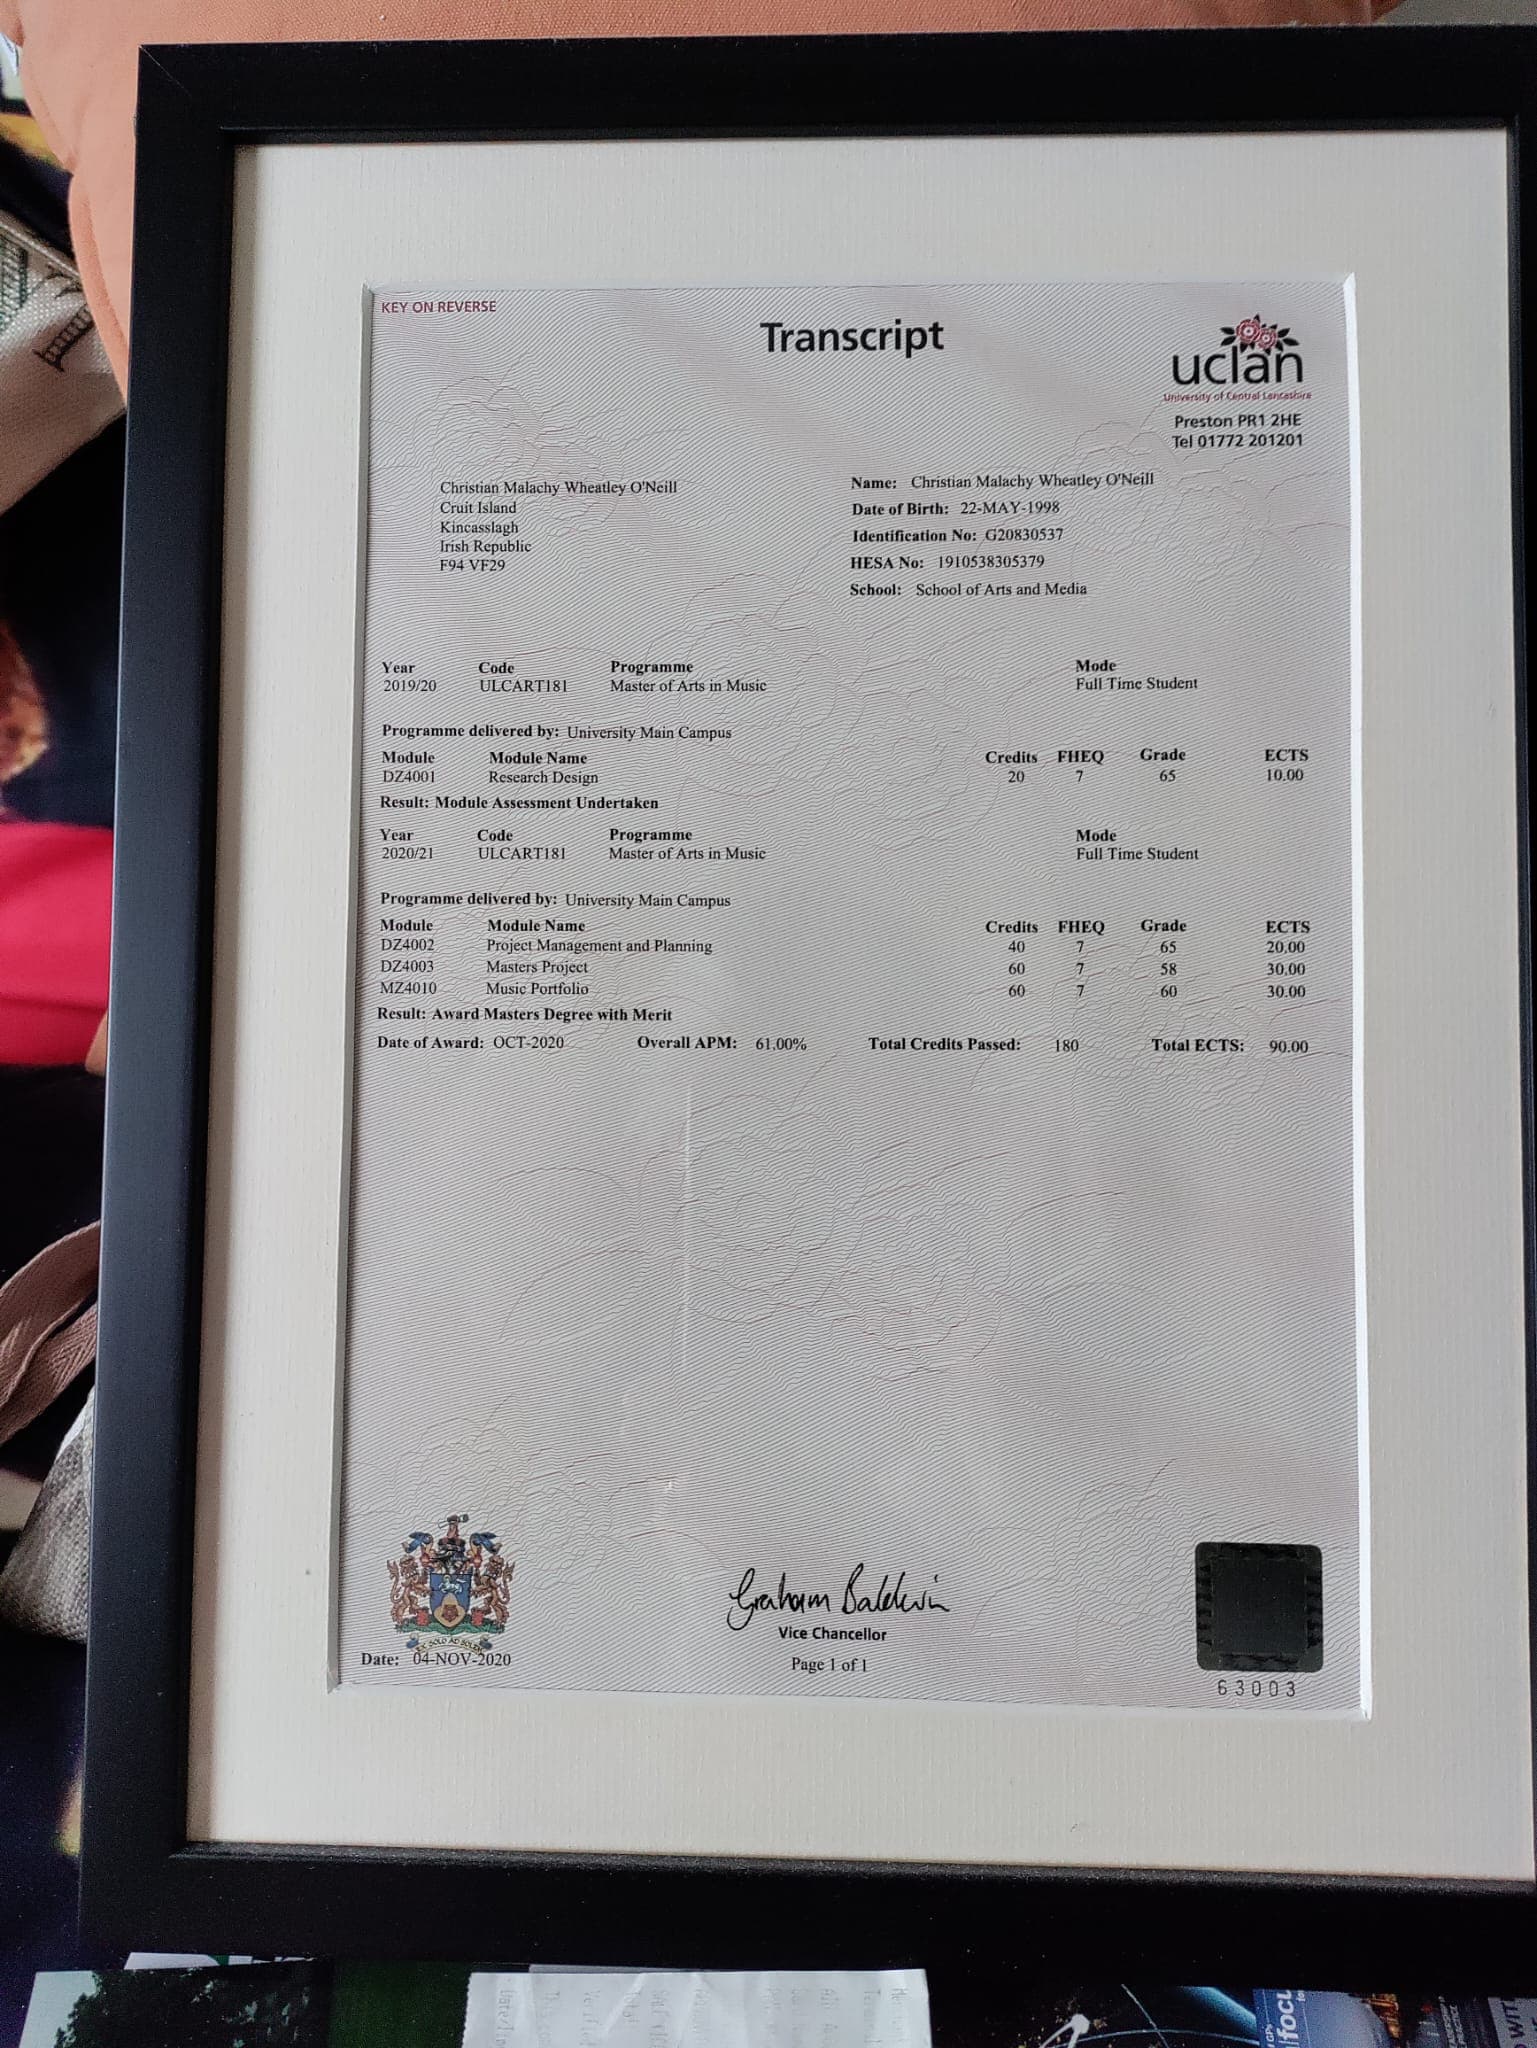 KEY ON REVERSE
Transcript
uclan
University of Central Lancashire
Preston PR1 2HE
Tel 01772 201201
Christian Malachy Wheatley O'Neill
Cruit Island
Kincasslagh
Irish Republic
F94 VF29
Name: Christian Malachy Wheatley O'Neill
Date of Birth: 22-MAY-1998
Identification No: G20830537
HESA No: 1910538305379
School: School of Arts and Media
Year Code Programme Mode
2019/20 ULCART181 Master of Arts in Music Full Time Student
Programme delivered by: University Main Campus
Module Module Name Credits FHEQ Grade ECTS
DZ4001 Research Design 20 7 65 10.00
Result: Module Assessment Undertaken
Year Code Programme Mode
2020/21 ULCART181 Master of Arts in Music Full Time Student
Programme delivered by: University Main Campus
Module Module Name Credits FHEQ Grade ECTS
DZ4002 Project Management and Planning 40 7 65 20.00
DZ4003 Masters Project 60 7 58 30.00
MZ4010 Music Portfolio 60 7 60 30.00
Result: Award Masters Degree with Merit
Date of Award: OCT-2020 Overall APM: 61.00% Total Credits Passed: 180 Total ECTS: 90.00
EX SOLO AD SOLEM
Graham Baldwin
Vice Chancellor
Date: 04-NOV-2020
Page 1 of 1
63003
focu